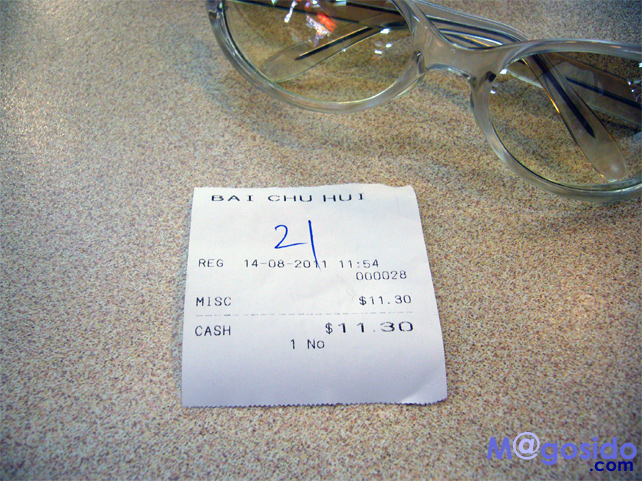 BAI CHU HUI
21
REG 14-08-2011 11:54
000028
MISC $11.30
CASH $11.30
1 No
M@gosido
.com